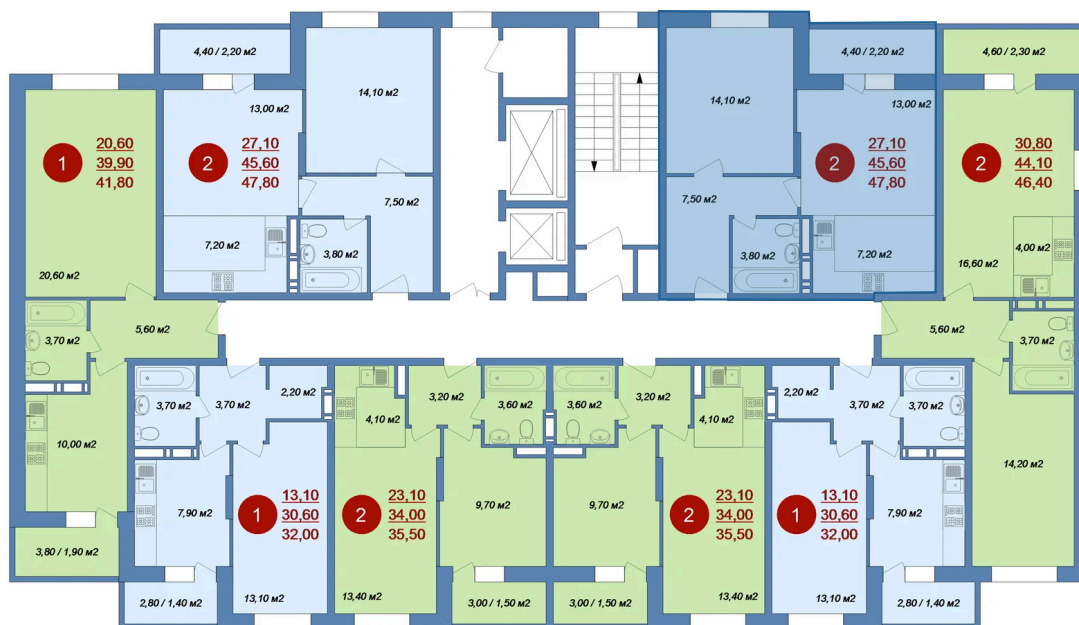 4,40 / 2,20 м2
13,00 м2
14,10 м2
1
20,60
39,90
41,80
2
27,10
45,60
47,80
7,50 м2
7,20 м2
3,80 м2
20,60 м2
14,10 м2
4,40 / 2,20 м2
13,00 м2
4,60 / 2,30 м2
2
27,10
45,60
47,80
2
30,80
44,10
46,40
7,50 м2
3,80 м2
7,20 м2
4,00 м2
16,60 м2
3,70 м2
5,60 м2
5,60 м2
3,70 м2
10,00 м2
3,70 м2
3,70 м2
2,20 м2
4,10 м2
3,20 м2
3,60 м2
3,60 м2
3,20 м2
4,10 м2
2,20 м2
3,70 м2
3,70 м2
14,20 м2
7,90 м2
1
13,10
30,60
32,00
2
23,10
34,00
35,50
9,70 м2
9,70 м2
2
23,10
34,00
35,50
1
13,10
30,60
32,00
7,90 м2
3,80 / 1,90 м2
2,80 / 1,40 м2
13,10 м2
13,40 м2
3,00 / 1,50 м2
3,00 / 1,50 м2
13,40 м2
13,10 м2
2,80 / 1,40 м2